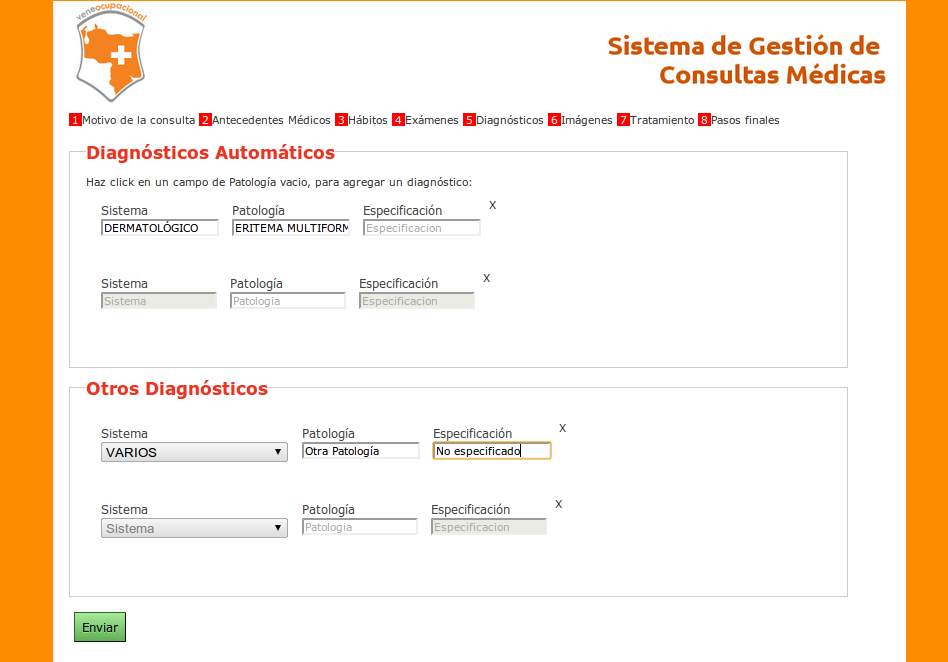 veneocupacional
Sistema de Gestión de
Consultas Médicas
1 Motivo de la consulta 2 Antecedentes Médicos 3 Hábitos 4 Exámenes 5 Diagnósticos 6 Imágenes 7 Tratamiento 8 Pasos finales
Diagnósticos Automáticos
Haz click en un campo de Patología vacio, para agregar un diagnóstico:
Sistema Patología Especificación X
DERMATOLÓGICO ERITEMA MULTIFORM Especificacion
Sistema Patología Especificación X
Sistema Patologia Especificacion
Otros Diagnósticos
Sistema Patología Especificación X
VARIOS Otra Patología No especificado
Sistema Patología Especificación X
Sistema Patologia Especificacion
Enviar